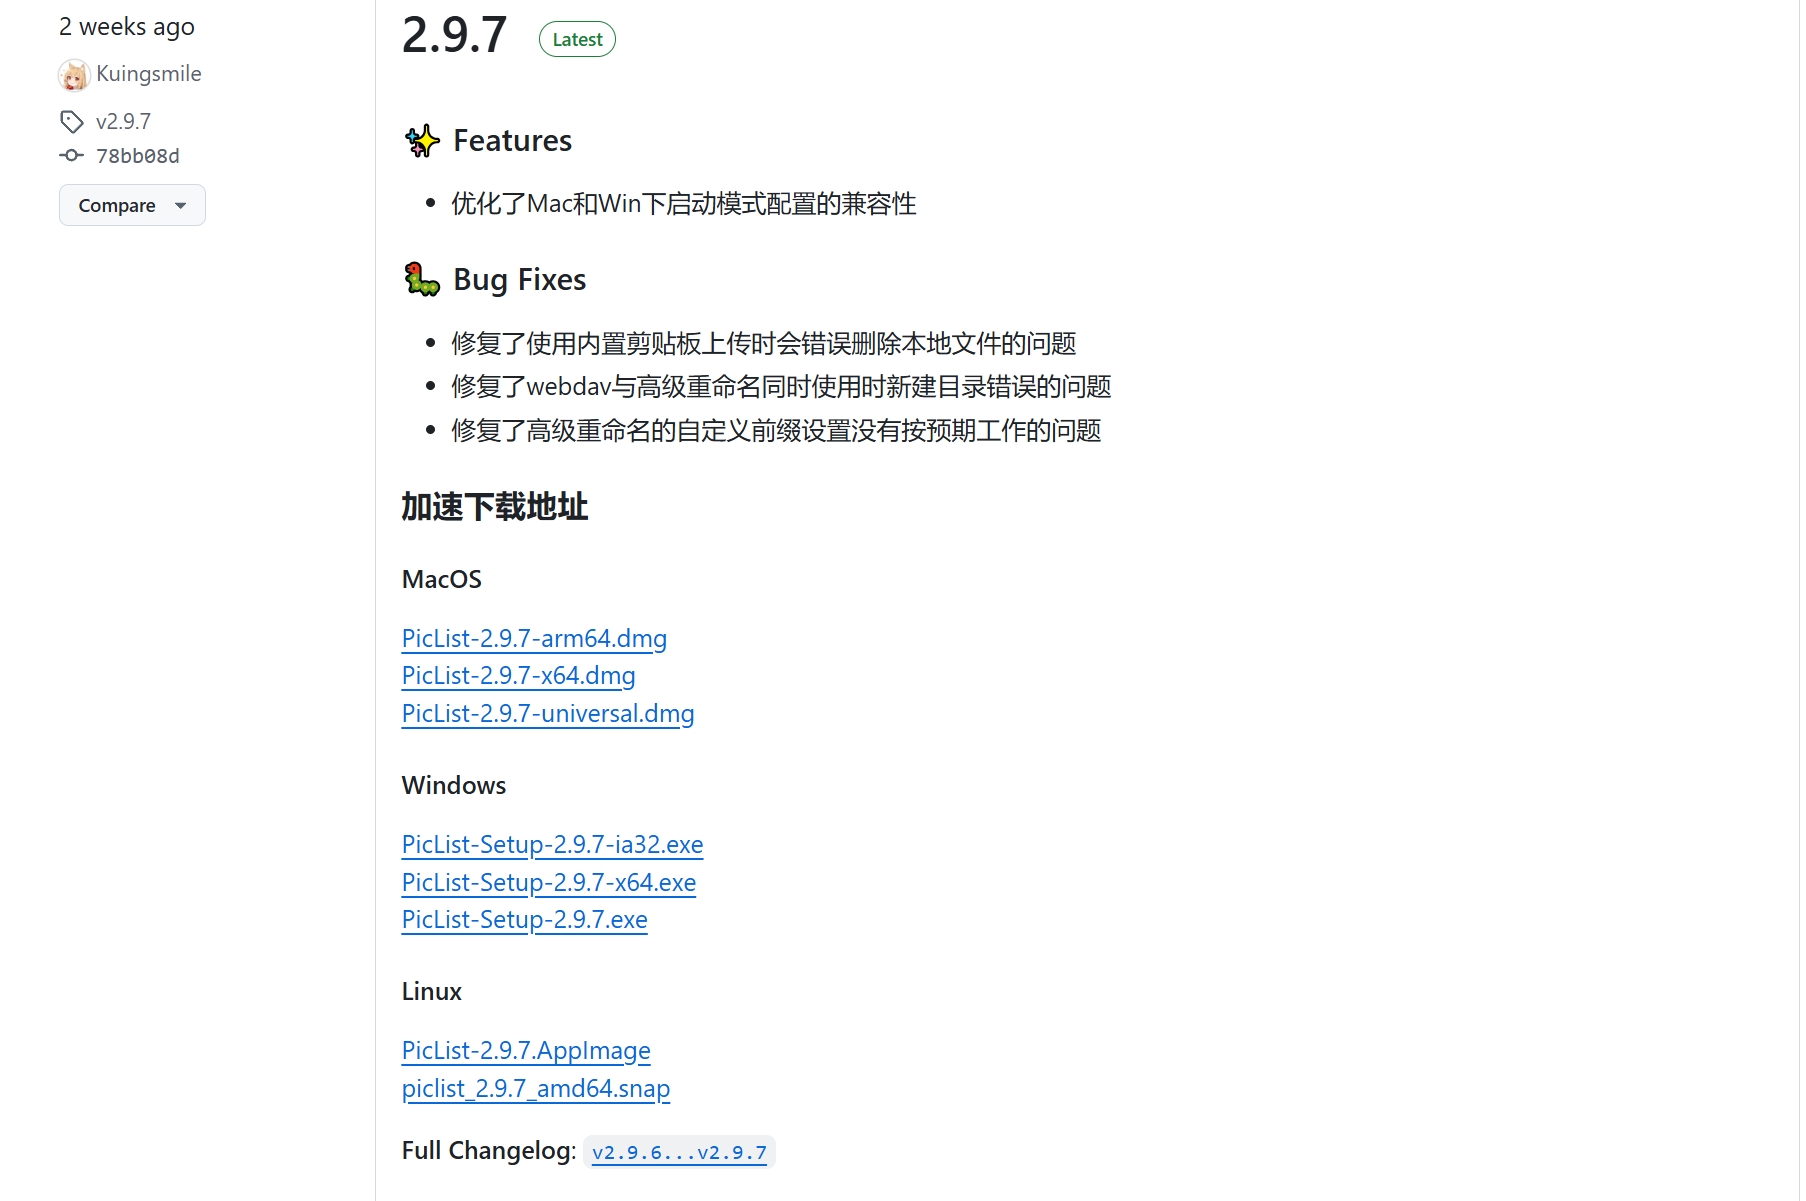 2 weeks ago
Kuingsmile
v2.9.7
78bb08d
Compare
2.9.7 Latest
Features
优化了Mac和Win下启动模式配置的兼容性
Bug Fixes
修复了使用内置剪贴板上传时会错误删除本地文件的问题
修复了webdav与高级重命名同时使用时新建目录错误的问题
修复了高级重命名的自定义前缀设置没有按预期工作的问题
加速下载地址
MacOS
PicList-2.9.7-arm64.dmg
PicList-2.9.7-x64.dmg
PicList-2.9.7-universal.dmg
Windows
PicList-Setup-2.9.7-ia32.exe
PicList-Setup-2.9.7-x64.exe
PicList-Setup-2.9.7.exe
Linux
PicList-2.9.7.AppImage
piclist_2.9.7_amd64.snap
Full Changelog: v2.9.6...v2.9.7